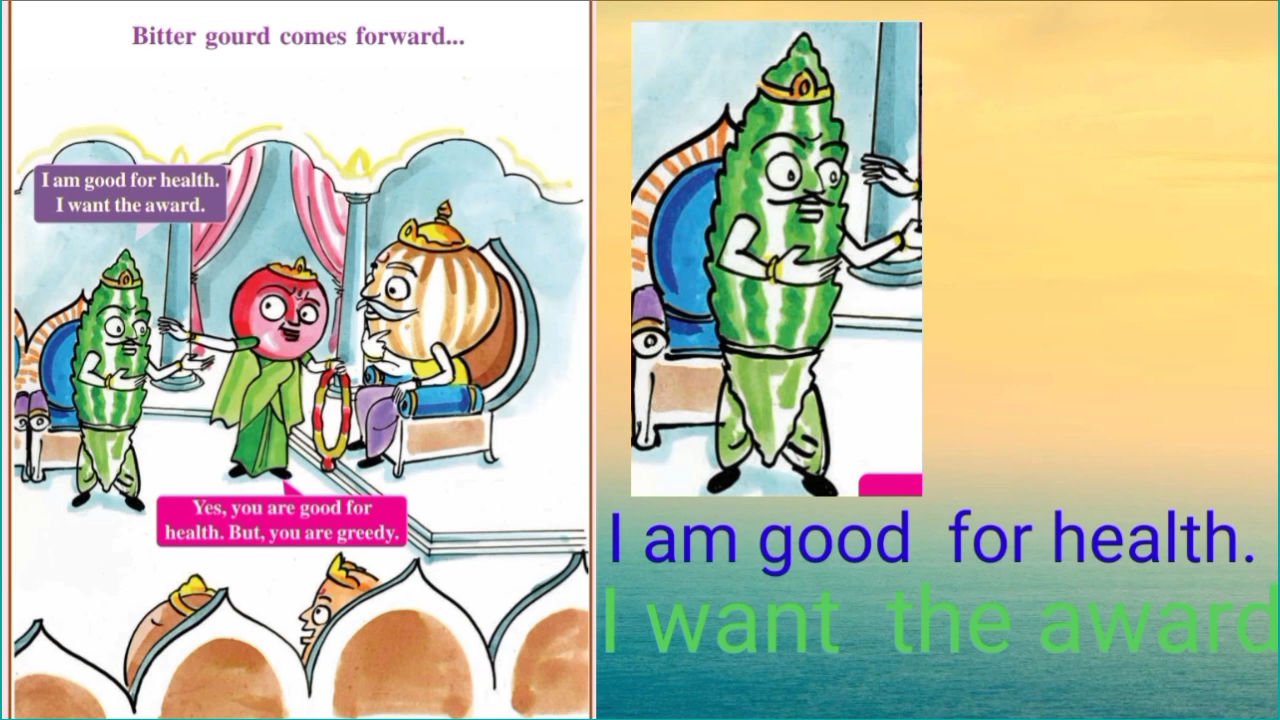 Bitter gourd comes forward...
I am good for health.
I want the award.
Yes, you are good for
health. But, you are greedy.
I am good for health.
I want the award